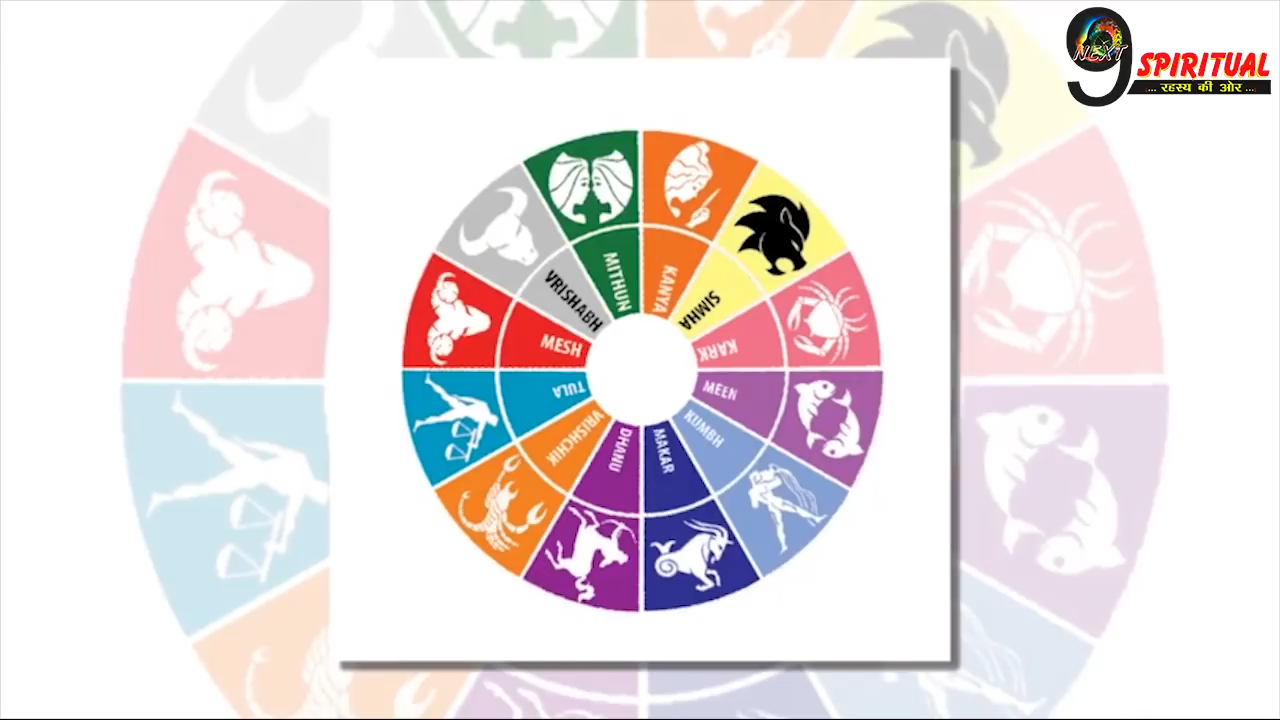 NEXT
9 SPIRITUAL
... रहस्य की ओर ...
MITHUN
KANYA
VRISHABH
SIMHA
MESH
KARK
TULA
MEEN
VRISHCHIK
KUMBH
DHANU
MAKAR